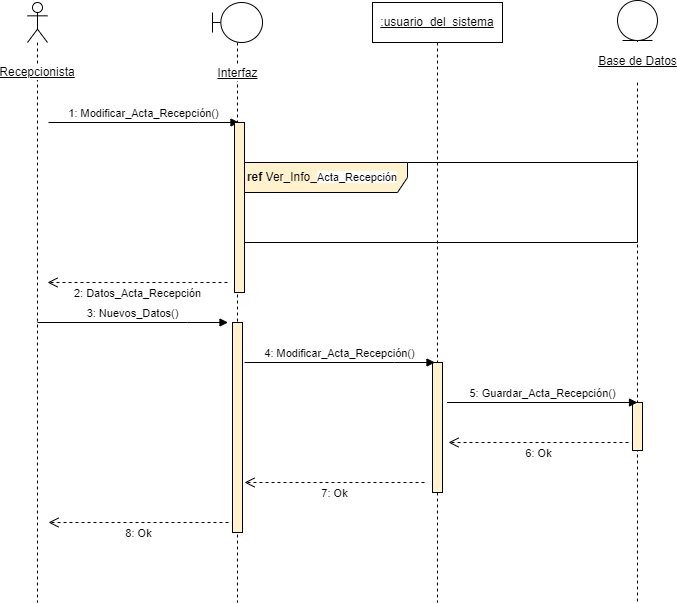 :usuario_del_sistema
Base de Datos
Recepcionista
Interfaz
1: Modificar_Acta_Recepción()
ref Ver_Info_Acta_Recepción
2: Datos_Acta_Recepción
3: Nuevos_Datos()
4: Modificar_Acta_Recepción()
5: Guardar_Acta_Recepción()
6: Ok
7: Ok
8: Ok